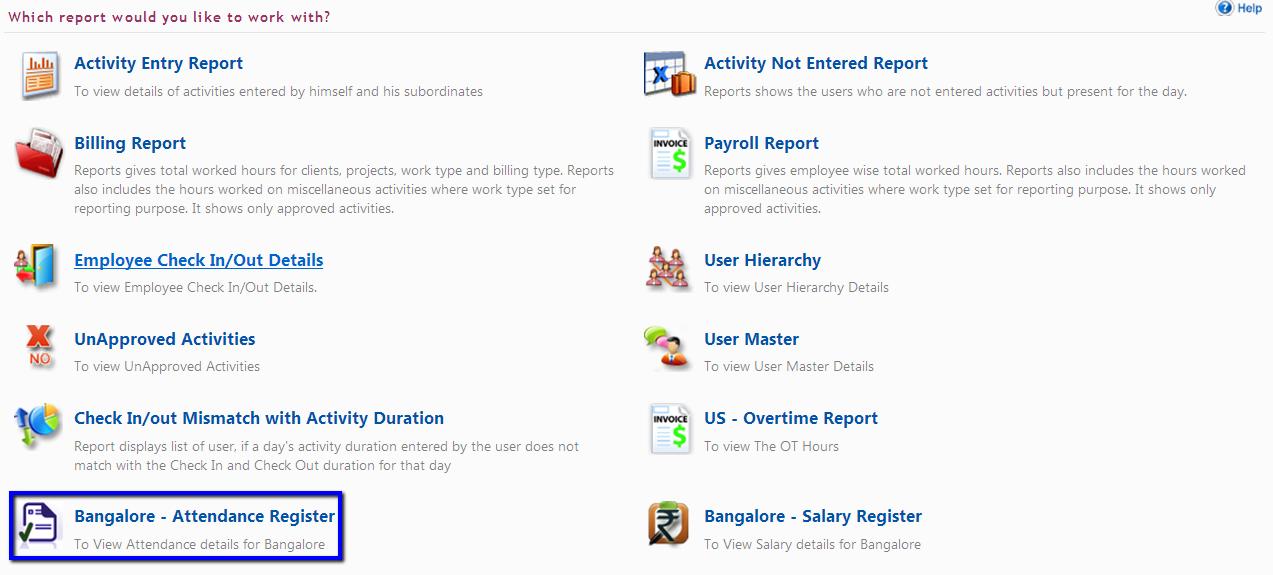 Which report would you like to work with?
Help
Activity Entry Report
To view details of activities entered by himself and his subordinates
Activity Not Entered Report
Reports shows the users who are not entered activities but present for the day.
Billing Report
Reports gives total worked hours for clients, projects, work type and billing type. Reports
also includes the hours worked on miscellaneous activities where work type set for
reporting purpose. It shows only approved activities.
INVOICE
$
Payroll Report
Reports gives employee wise total worked hours. Reports also includes the hours worked
on miscellaneous activities where work type set for reporting purpose. It shows only
approved activities.
Employee Check In/Out Details
To view Employee Check In/Out Details.
User Hierarchy
To view User Hierarchy Details
X
NO
UnApproved Activities
To view UnApproved Activities
User Master
To view User Master Details
Check In/out Mismatch with Activity Duration
Report displays list of user, if a day's activity duration entered by the user does not
match with the Check In and Check Out duration for that day
INVOICE
$
US - Overtime Report
To view The OT Hours
Bangalore - Attendance Register
To View Attendance details for Bangalore
₹
Bangalore - Salary Register
To View Salary details for Bangalore